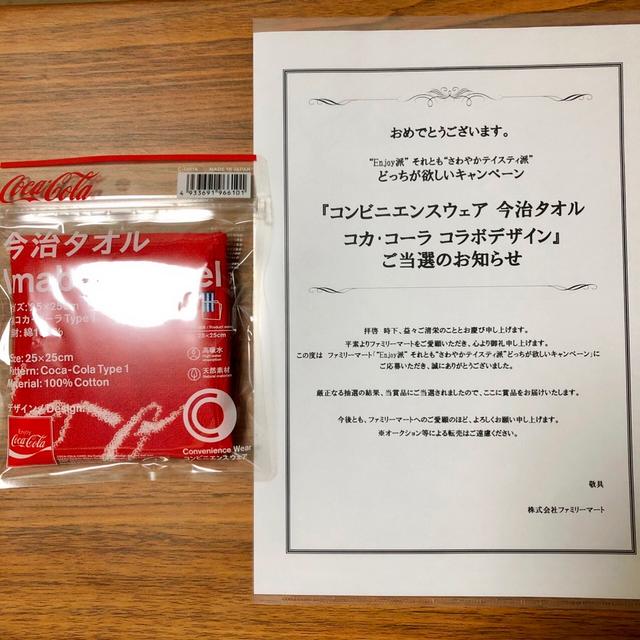 Coca-Cola
MADE IN JAPAN
4 933691 966101
今治タオル
25×25cm
Type 1
Size: 25×25cm
Pattern: Coca-Cola Type 1
Material: 100% Cotton
デザイン／Design:
Enjoy
Coca-Cola
高吸水
天然素材
Natural materials
Convenience Wear
コンビニエンスウェア
おめでとうございます。
“Enjoy派” それとも“さわやかテイスティ派”
どっちが欲しいキャンペーン
『コンビニエンスウェア 今治タオル
コカ・コーラ コラボデザイン』
ご当選のお知らせ
拝啓 時下、益々ご清栄のこととお慶び申し上げます。
平素よりファミリーマートをご愛顧いただき、心より御礼申し上げます。
この度は ファミリーマート「“Enjoy派” それとも“さわやかテイスティ派”どっちが欲しいキャンペーン」に
ご応募いただき、誠にありがとうございました。
厳正なる抽選の結果、当賞品にご当選されましたので、ここに賞品をお届けいたします。
今後とも、ファミリーマートへのご愛顧のほど、よろしくお願い申し上げます。
※オークション等による転売はご遠慮ください。
敬具
株式会社ファミリーマート